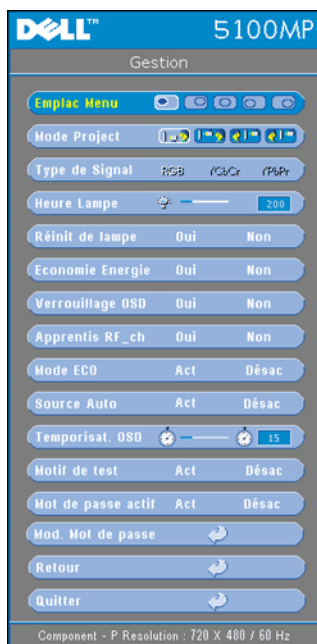 DELL™ 5100MP
Gestion
Emplac Menu
Mode Project
Type de Signal RGB YCbCr YPbPr
Heure Lampe 200
Réinit de lampe Oui Non
Economie Energie Oui Non
Verrouillage OSD Oui Non
Apprentis RF_ch Oui Non
Mode ECO Act Désac
Source Auto Act Désac
Temporisat. OSD 15
Motif de test Act Désac
Mot de passe actif Act Désac
Mod. Mot de passe
Retour
Quitter
Component - P Resolution : 720 X 480 / 60 Hz